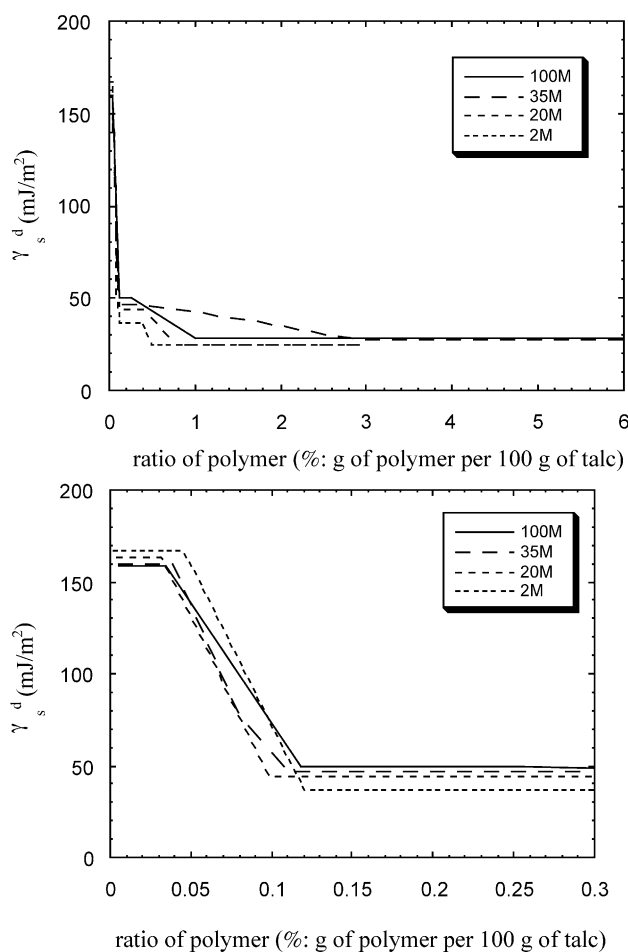 200
150
100
50
0
γ s d (mJ/m²)
100M
35M
20M
2M
0 1 2 3 4 5 6
ratio of polymer (%: g of polymer per 100 g of talc)
200
150
100
50
0
γ s d (mJ/m²)
100M
35M
20M
2M
0 0.05 0.1 0.15 0.2 0.25 0.3
ratio of polymer (%: g of polymer per 100 g of talc)